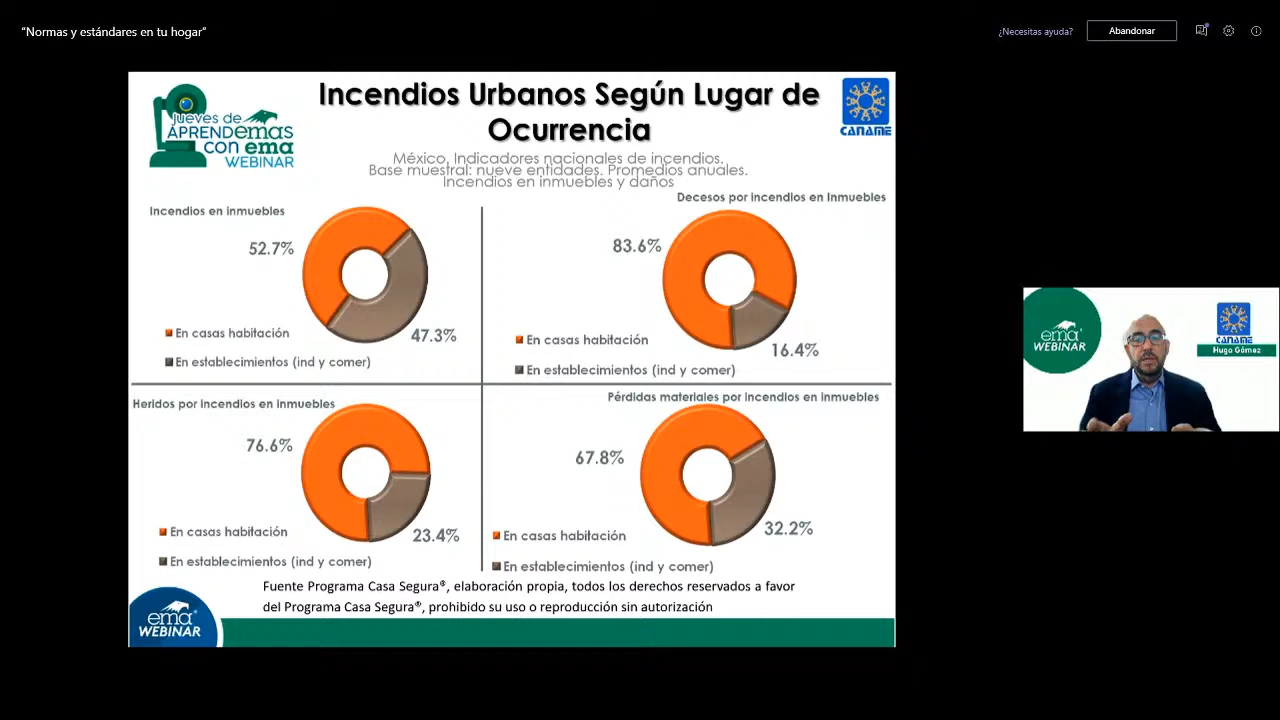 “Normas y estándares en tu hogar”
¿Necesitas ayuda?
Abandonar
jueves de
APRENDEMAS
CON ema
WEBINAR
Incendios Urbanos Según Lugar de
Ocurrencia
CANAME
México. Indicadores nacionales de incendios.
Base muestral: nueve entidades. Promedios anuales.
Incendios en inmuebles y daños
Incendios en inmuebles
52.7%
47.3%
En casas habitación
En establecimientos (ind y comer)
Decesos por incendios en Inmuebles
83.6%
16.4%
En casas habitación
En establecimientos (ind y comer)
Heridos por incendios en inmuebles
76.6%
23.4%
En casas habitación
En establecimientos (ind y comer)
Pérdidas materiales por incendios en inmuebles
67.8%
32.2%
En casas habitación
En establecimientos (ind y comer)
Fuente Programa Casa Segura®, elaboración propia, todos los derechos reservados a favor
del Programa Casa Segura®, prohibido su uso o reproducción sin autorización
ema
WEBINAR
ema
WEBINAR
CANAME
Hugo Gómez